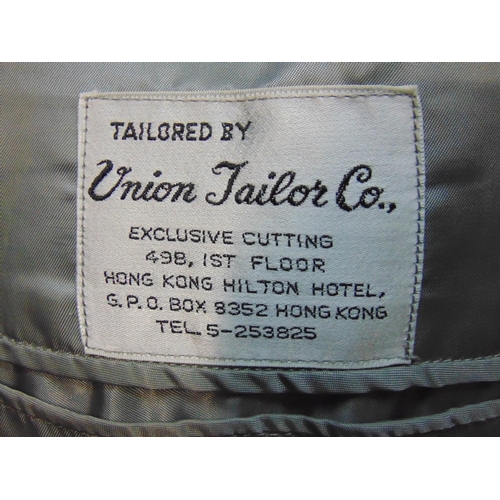 TAILORED BY
Union Tailor Co.,
EXCLUSIVE CUTTING
498, 1ST FLOOR
HONG KONG HILTON HOTEL,
G.P.O. BOX 8352 HONG KONG
TEL. 5-253825